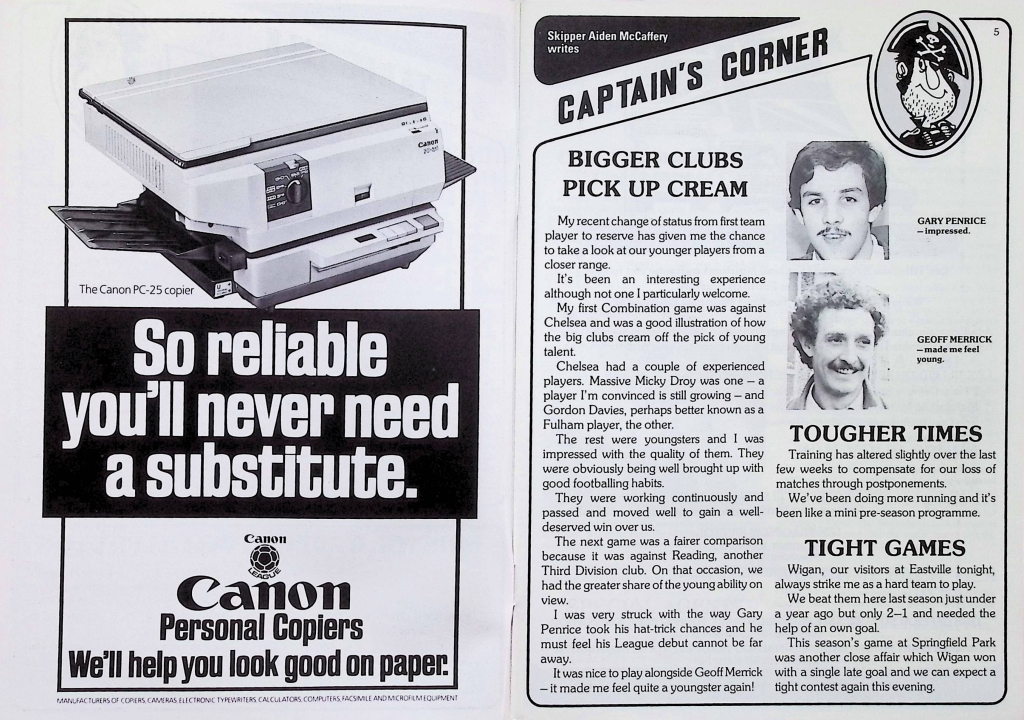 Canon
The Canon PC-25 copier
So reliable
you'll never need
a substitute.
Canon
LEAGUE
Canon
Personal Copiers
We'll help you look good on paper.
MANUFACTURERS OF COPIERS, CAMERAS, ELECTRONIC TYPEWRITERS, CALCULATORS, COMPUTERS, FACSIMILE AND MICROFILM EQUIPMENT
5
Skipper Aiden McCaffery
writes
CAPTAIN'S CORNER
BIGGER CLUBS
PICK UP CREAM
My recent change of status from first team
player to reserve has given me the chance
to take a look at our younger players from a
closer range.
It's been an interesting experience
although not one I particularly welcome.
My first Combination game was against
Chelsea and was a good illustration of how
the big clubs cream off the pick of young
talent.
Chelsea had a couple of experienced
players. Massive Micky Droy was one – a
player I'm convinced is still growing – and
Gordon Davies, perhaps better known as a
Fulham player, the other.
The rest were youngsters and I was
impressed with the quality of them. They
were obviously being well brought up with
good footballing habits.
They were working continuously and
passed and moved well to gain a well-
deserved win over us.
The next game was a fairer comparison
because it was against Reading, another
Third Division club. On that occasion, we
had the greater share of the young ability on
view.
I was very struck with the way Gary
Penrice took his hat-trick chances and he
must feel his League debut cannot be far
away.
It was nice to play alongside Geoff Merrick
– it made me feel quite a youngster again!
GARY PENRICE
– impressed.
GEOFF MERRICK
– made me feel
young.
TOUGHER TIMES
Training has altered slightly over the last
few weeks to compensate for our loss of
matches through postponements.
We've been doing more running and it's
been like a mini pre-season programme.
TIGHT GAMES
Wigan, our visitors at Eastville tonight,
always strike me as a hard team to play.
We beat them here last season just under
a year ago but only 2–1 and needed the
help of an own goal.
This season's game at Springfield Park
was another close affair which Wigan won
with a single late goal and we can expect a
tight contest again this evening.